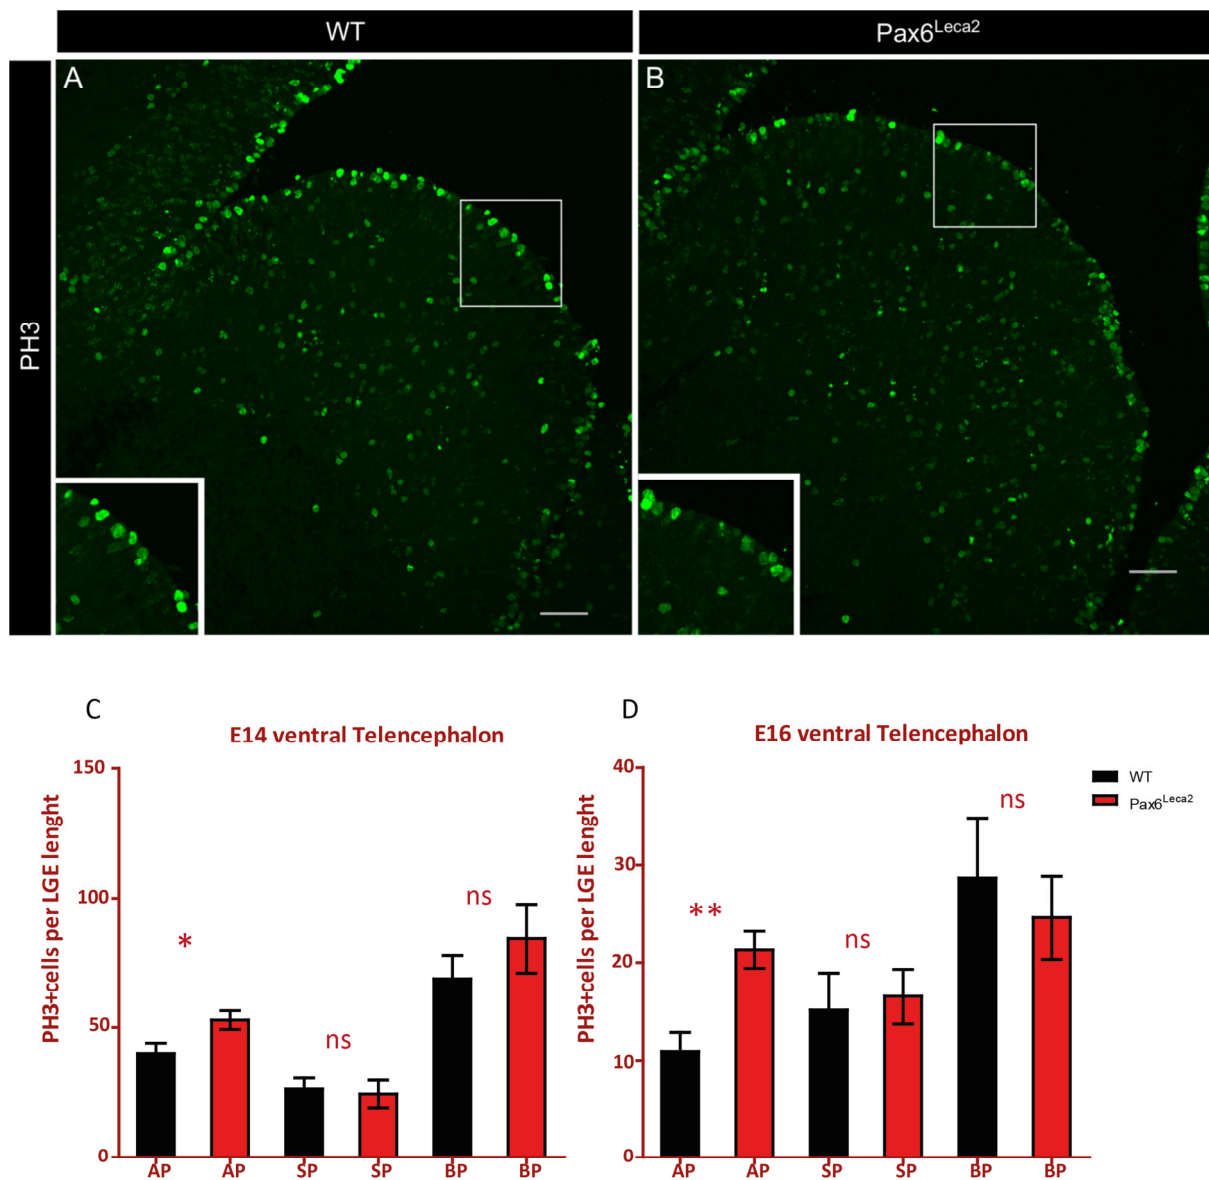 WT
Pax6Leca2
PH3
A
B
C
D
E14 ventral Telencephalon
E16 ventral Telencephalon
PH3+cells per LGE lenght
150
100
50
0
*
ns
ns
AP
AP
SP
SP
BP
BP
PH3+cells per LGE lenght
40
30
20
10
0
**
ns
ns
AP
AP
SP
SP
BP
BP
WT
Pax6Leca2